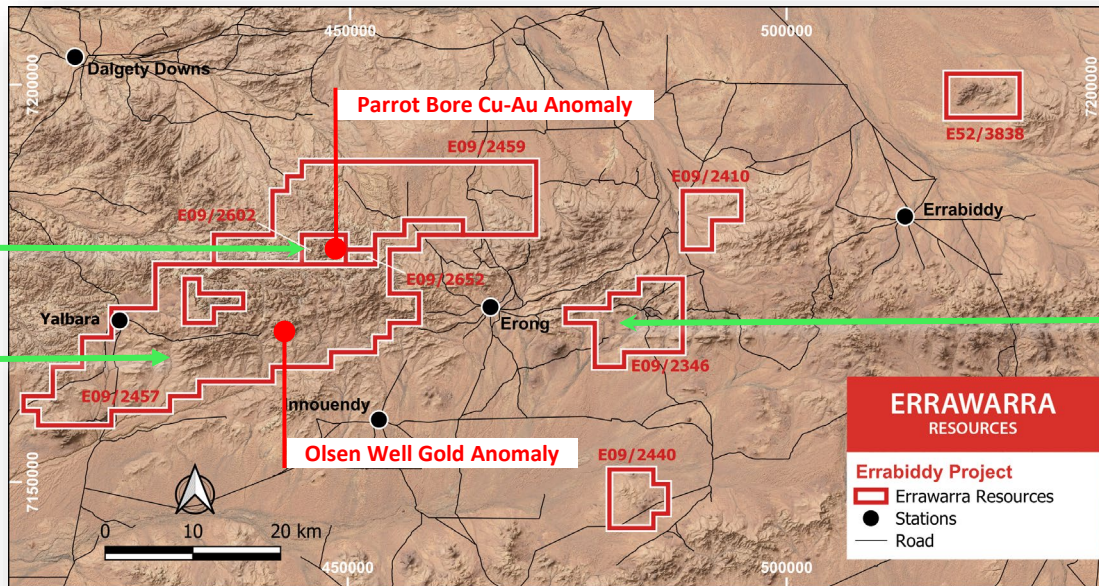 450000
500000
Dalgety Downs
7200000
7200000
Parrot Bore Cu-Au Anomaly
E52/3838
E09/2459
E09/2410
E09/2602
Errabiddy
E09/2652
Yalbara
Erong
E09/2346
E09/2457
Innouendy
ERRAWARRA
RESOURCES
Olsen Well Gold Anomaly
E09/2440
Errabiddy Project
Errawarra Resources
Stations
Road
7150000
0 10 20 km
450000
500000